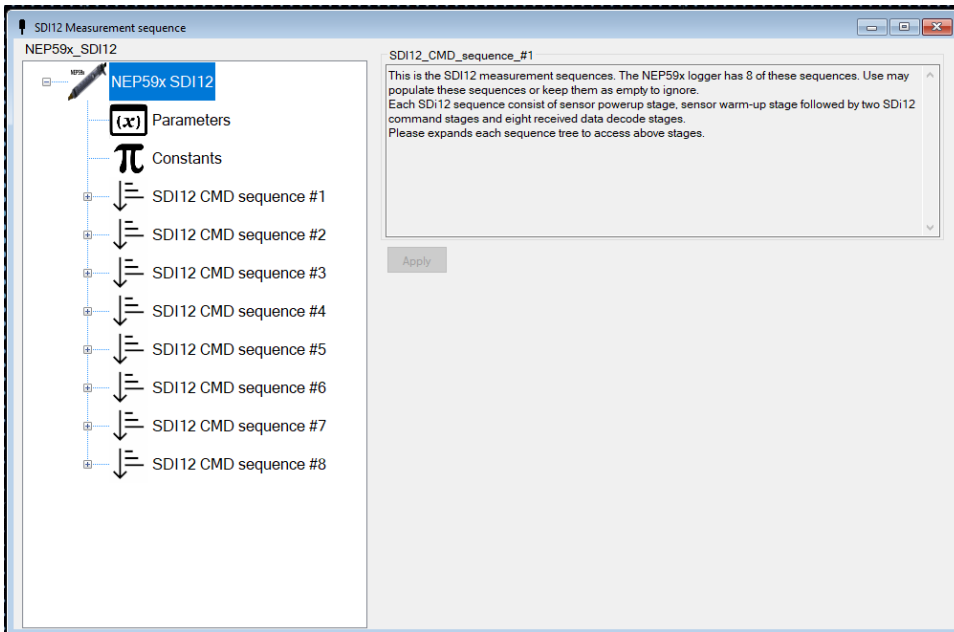 SDI12 Measurement sequence
NEP59x_SDI12
NEP59x SDI12
Parameters
Constants
SDI12 CMD sequence #1
SDI12 CMD sequence #2
SDI12 CMD sequence #3
SDI12 CMD sequence #4
SDI12 CMD sequence #5
SDI12 CMD sequence #6
SDI12 CMD sequence #7
SDI12 CMD sequence #8
SDI12_CMD_sequence_#1
This is the SDI12 measurement sequences. The NEP59x logger has 8 of these sequences. Use may
populate these sequences or keep them as empty to ignore.
Each SDi12 sequence consist of sensor powerup stage, sensor warm-up stage followed by two SDi12
command stages and eight received data decode stages.
Please expands each sequence tree to access above stages.
Apply